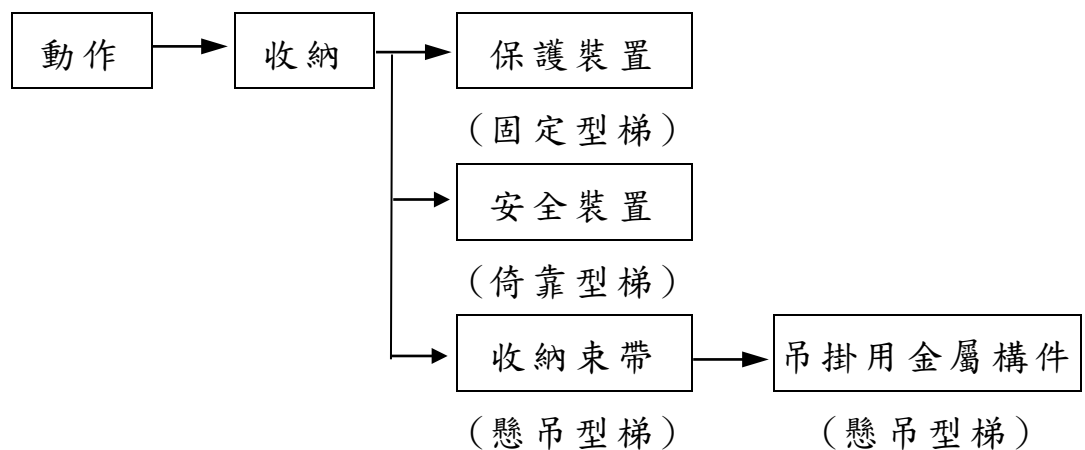 動作
收納
保護裝置
（固定型梯）
安全裝置
（倚靠型梯）
收納束帶
吊掛用金屬構件
（懸吊型梯）
（懸吊型梯）